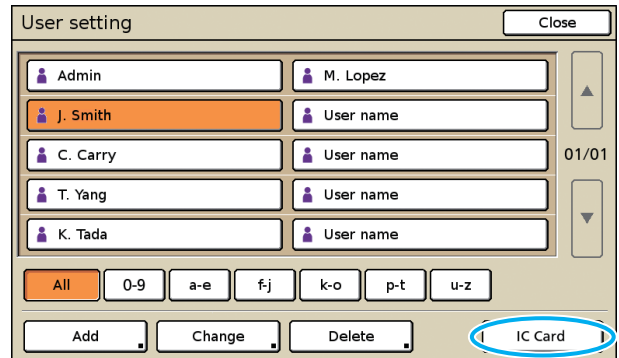 User setting
Close
Admin
M. Lopez
J. Smith
User name
C. Carry
User name
01/01
T. Yang
User name
K. Tada
User name
All
0-9
a-e
f-j
k-o
p-t
u-z
Add
Change
Delete
IC Card